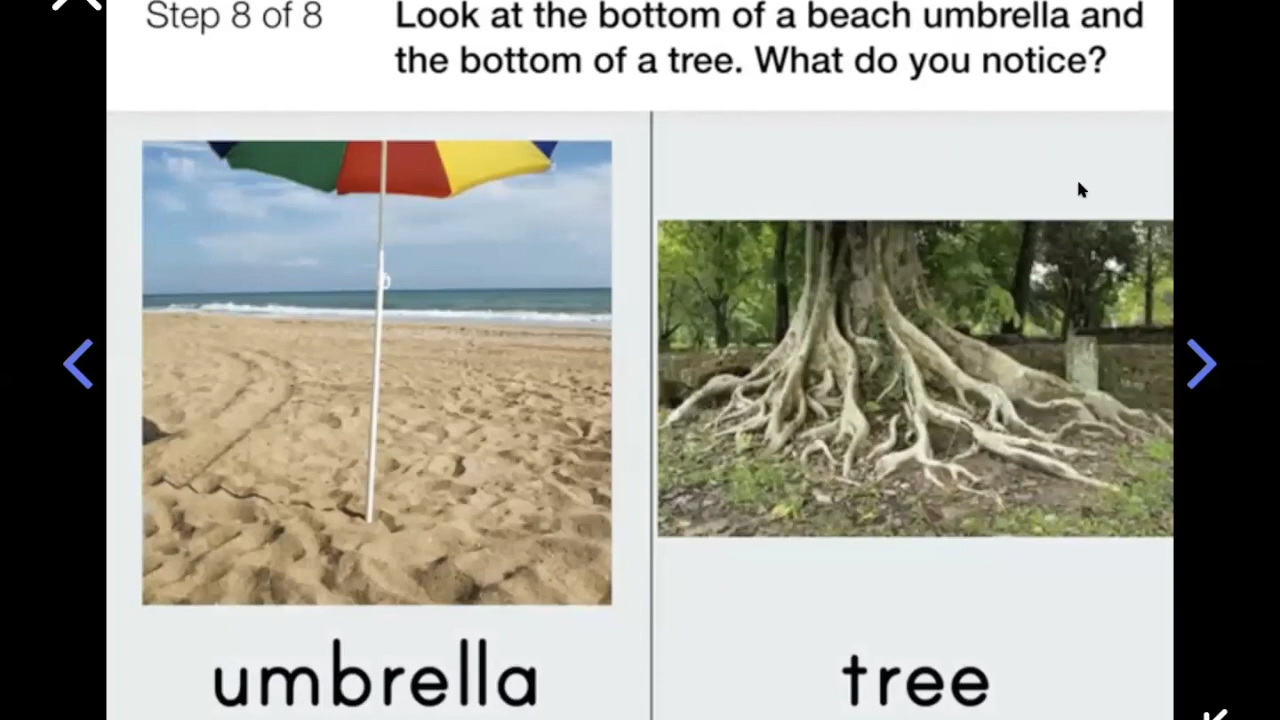 Step 8 of 8
Look at the bottom of a beach umbrella and
the bottom of a tree. What do you notice?
umbrella
tree